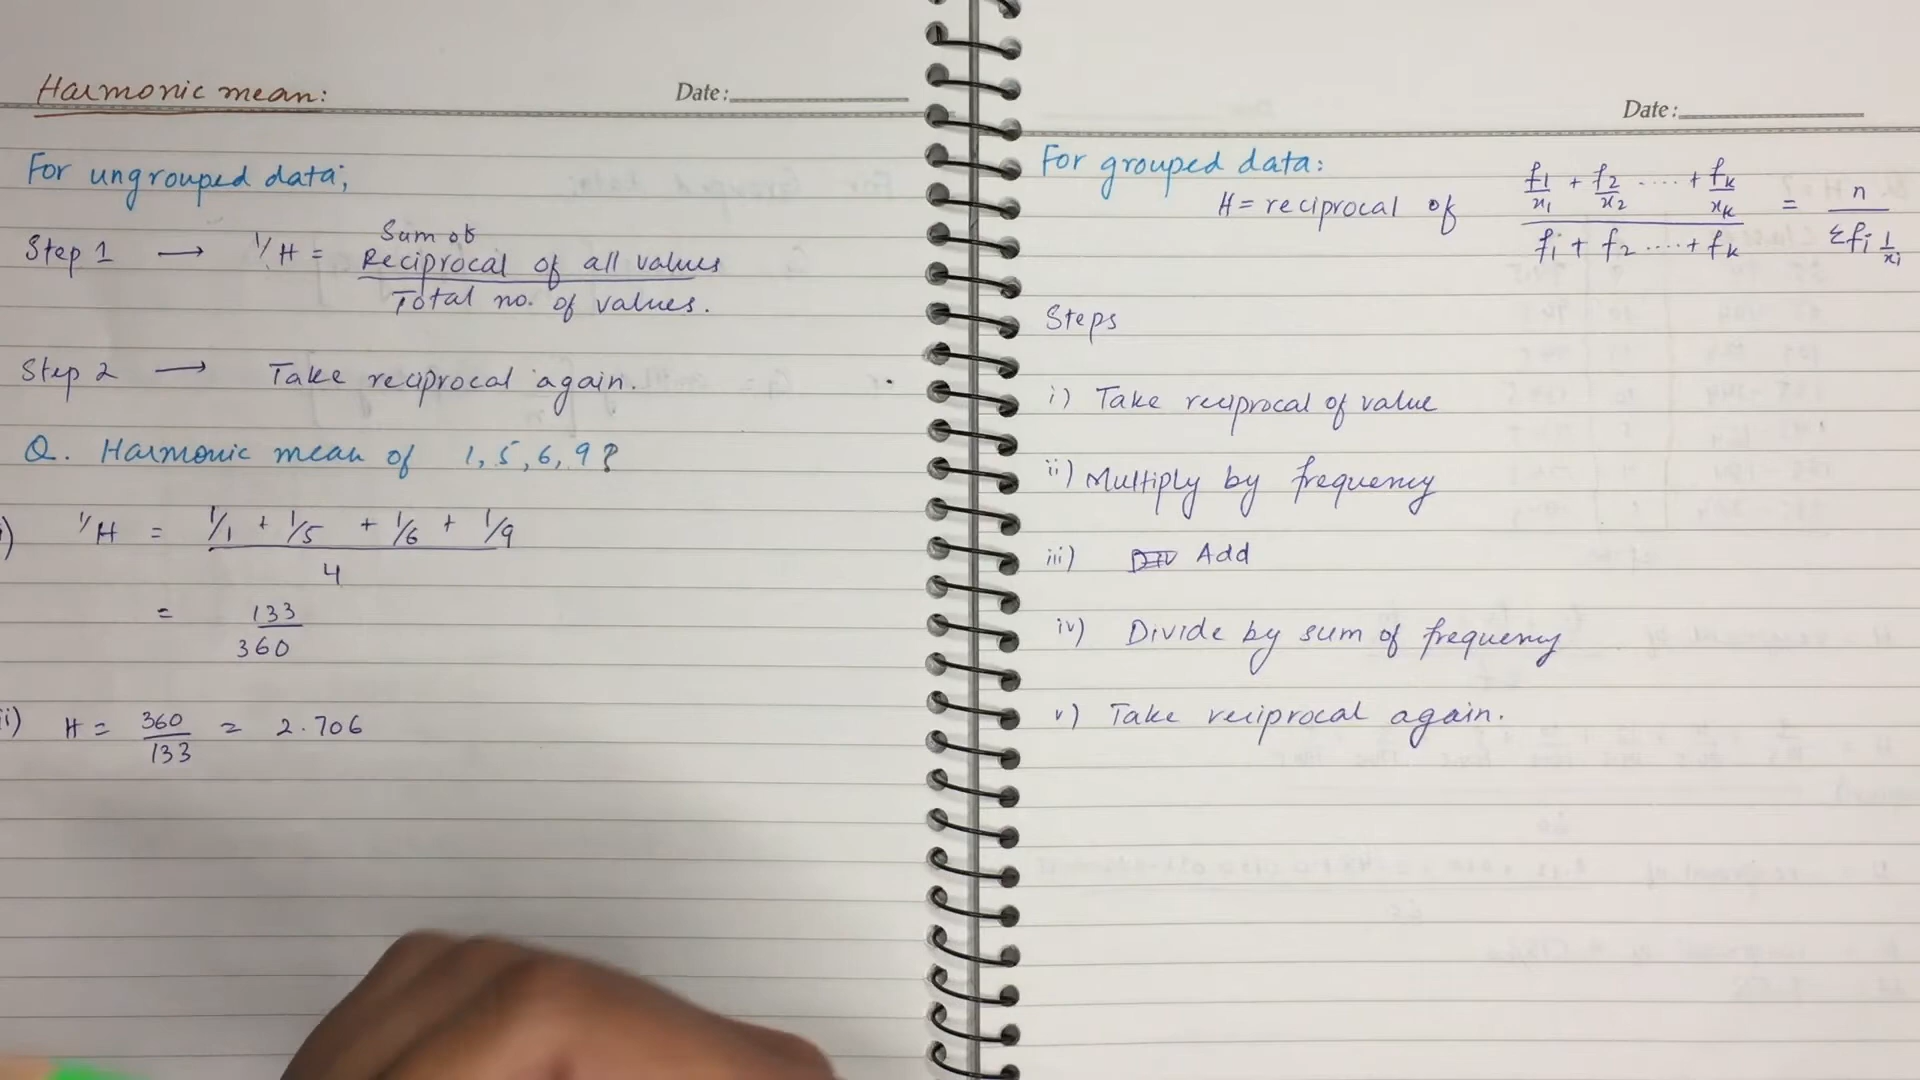 Harmonic mean:
Date:
For ungrouped data;
Step 1 → 1/H = Sum of Reciprocal of all values / Total no. of values.
Step 2 → Take reciprocal again.
Q. Harmonic mean of 1, 5, 6, 9?
i) 1/H = (1/1 + 1/5 + 1/6 + 1/9) / 4
= 133/360
ii) H = 360/133 = 2.706
Date:
For grouped data:
H = reciprocal of (f1/x1 + f2/x2 ..... + fk/xk) / (f1 + f2 ..... + fk) = n / Σfi 1/xi
Steps
i) Take reciprocal of value
ii) Multiply by frequency
iii) Add
iv) Divide by sum of frequency
v) Take reciprocal again.